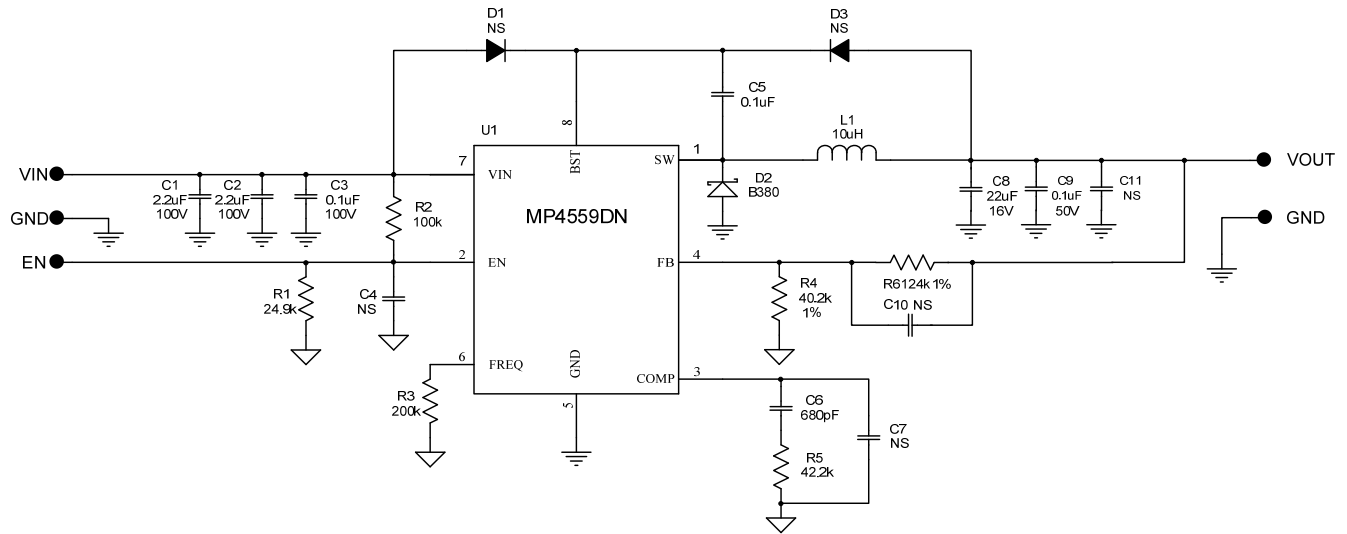 D1
NS
D3
NS
C5
0.1uF
L1
10uH
U1
8
BST
VIN
7
VIN
SW
1
VOUT
C1
2.2uF
100V
C2
2.2uF
100V
C3
0.1uF
100V
R2
100k
MP4559DN
D2
B380
C8
22uF
16V
C9
0.1uF
50V
C11
NS
GND
GND
EN
2
EN
FB
4
R1
24.9k
C4
NS
R4
40.2k
1%
R6124k1%
C10 NS
6
FREQ
GND
5
COMP
3
R3
200k
C6
680pF
C7
NS
R5
42.2k